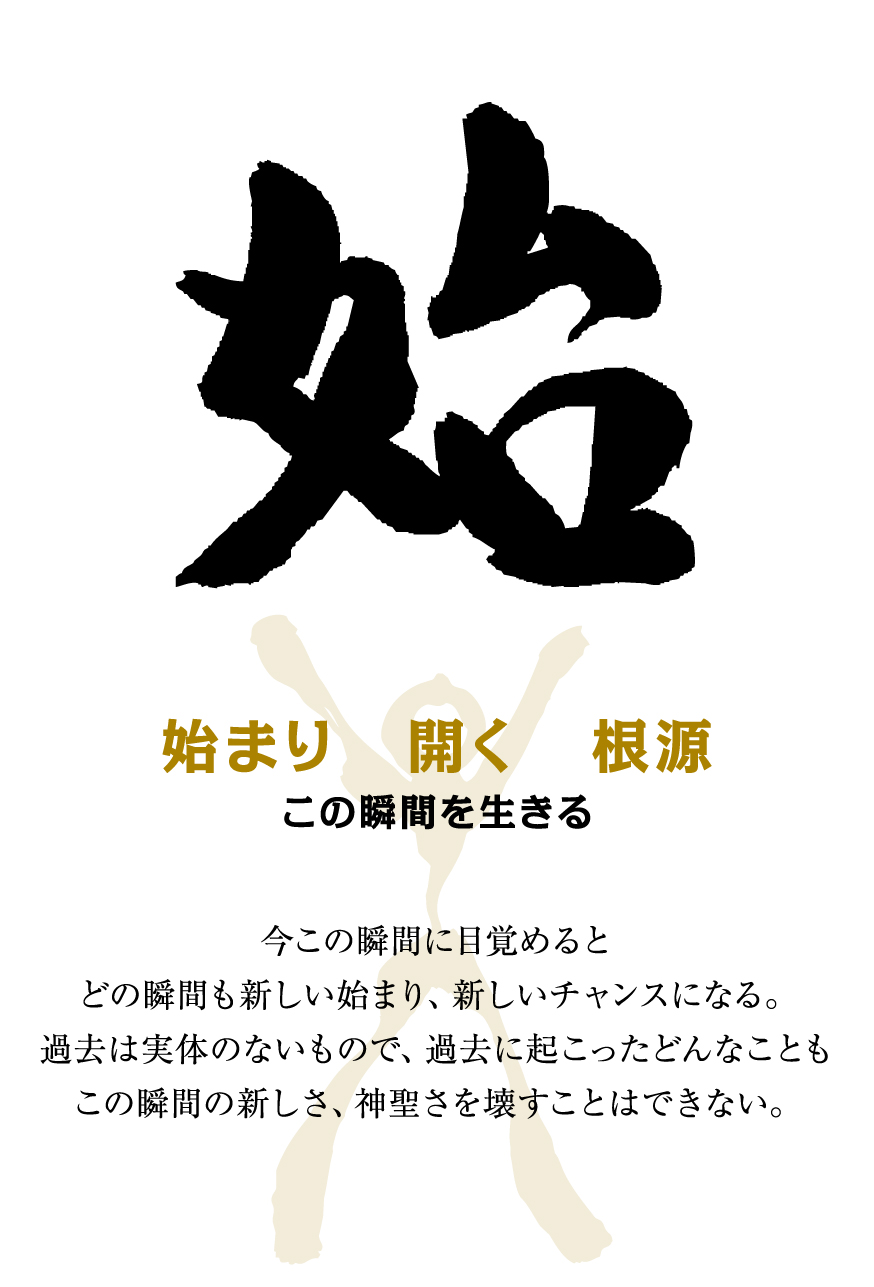 始
始まり　開く　根源
この瞬間を生きる
今この瞬間に目覚めると
どの瞬間も新しい始まり、新しいチャンスになる。
過去は実体のないもので、過去に起こったどんなことも
この瞬間の新しさ、神聖さを壊すことはできない。